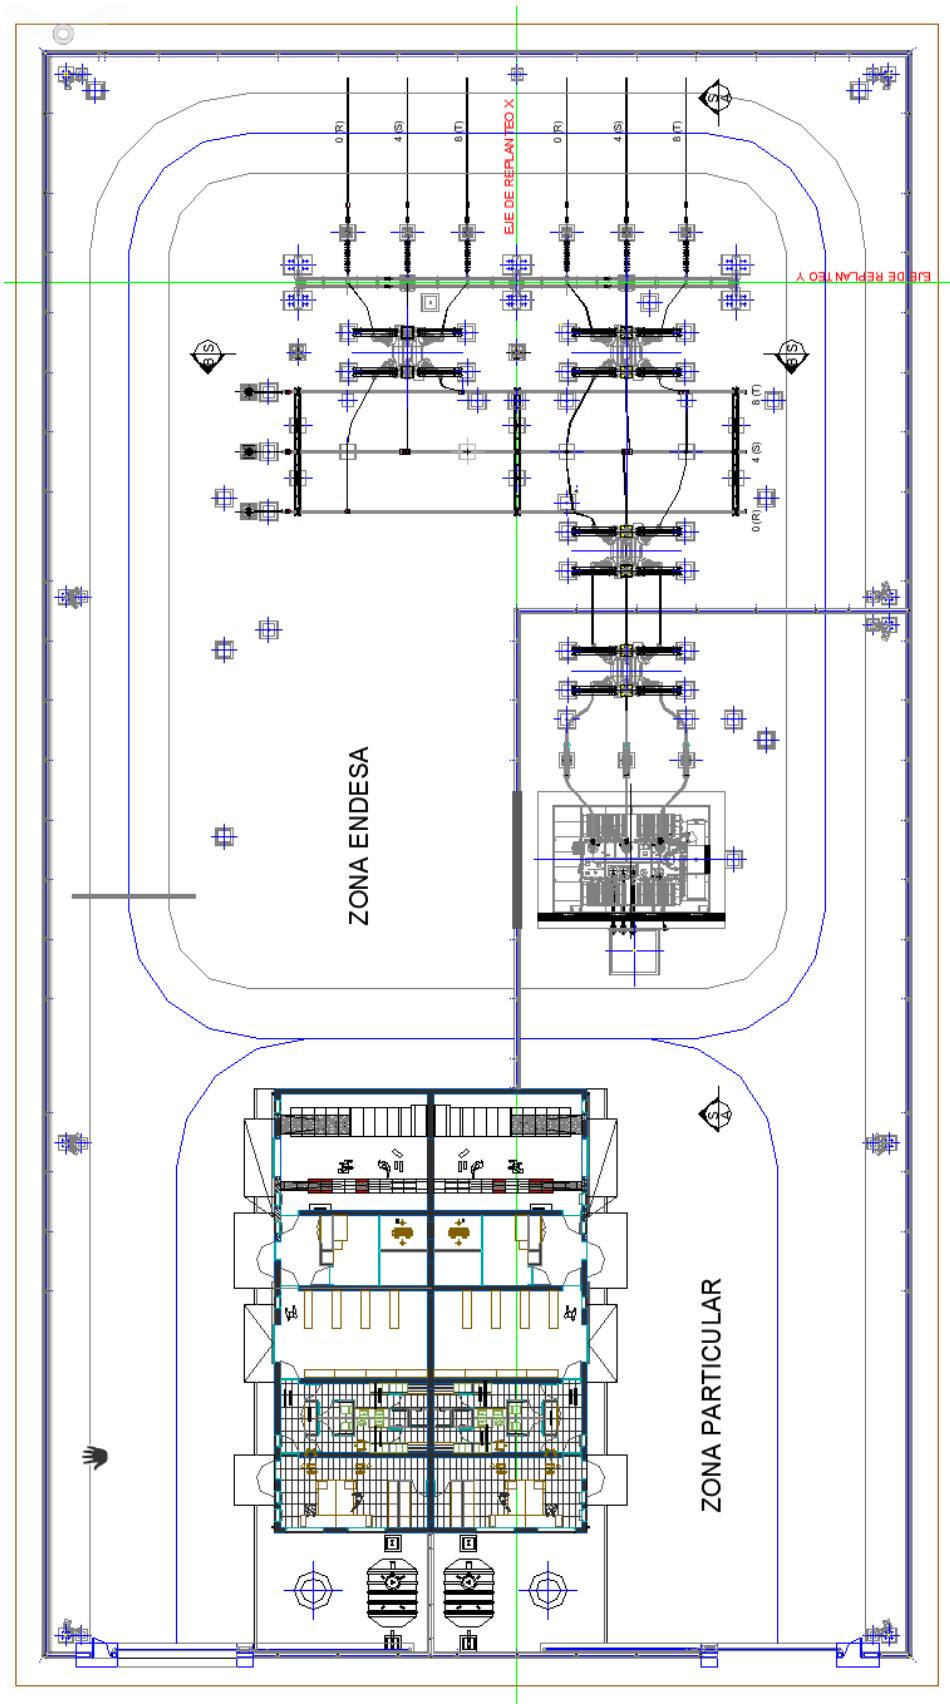 0 (R)
4 (S)
8 (T)
EJE DE REPLANTEO X
0 (R)
4 (S)
8 (T)
S
A
EJE DE REPLANTEO Y
B
S
B
S
8 (T)
4 (S)
0 (R)
ZONA ENDESA
S
A
ZONA PARTICULAR